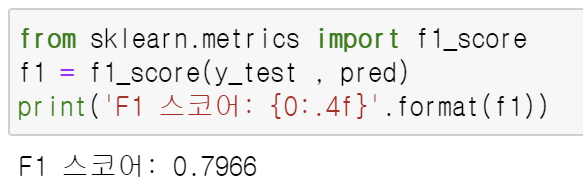 from sklearn.metrics import f1_score
f1 = f1_score(y_test , pred)
print('F1 스코어: {0:.4f}'.format(f1))
F1 스코어: 0.7966